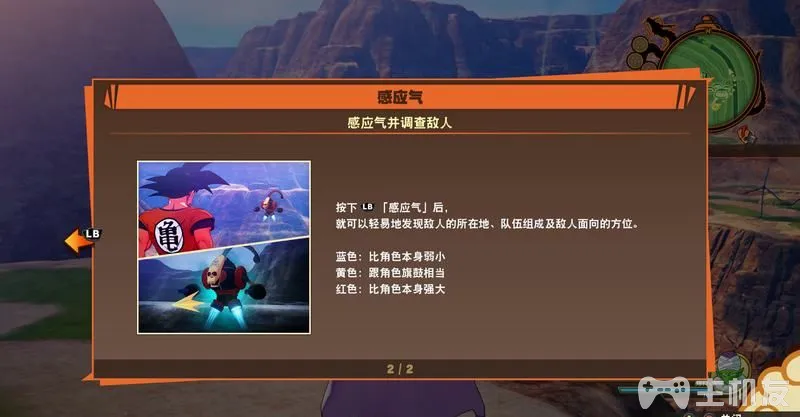 感应气
感应气并调查敌人
按下 LB 「感应气」后，
就可以轻易地发现敌人的所在地、队伍组成及敌人面向的方位。
蓝色：比角色本身弱小
黄色：跟角色旗鼓相当
红色：比角色本身强大
LB
龟
2 / 2
主机友